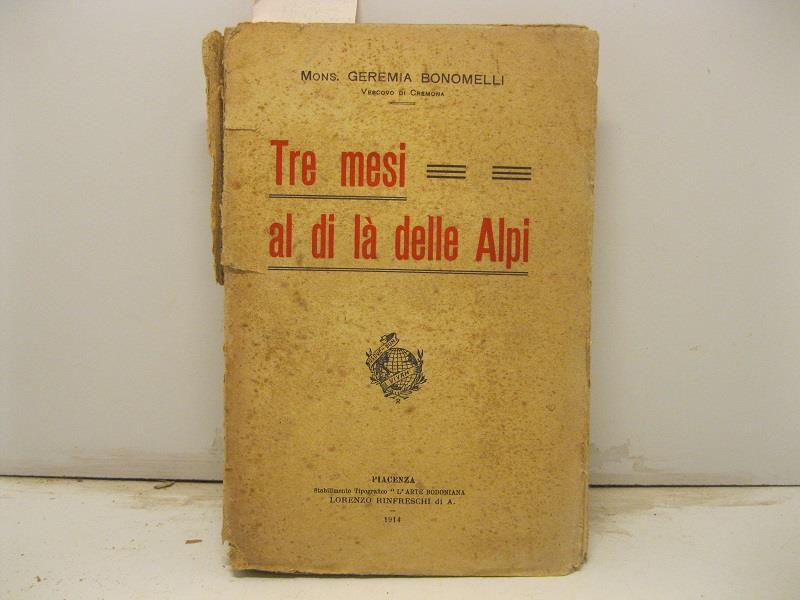 Mons. GEREMIA BONOMELLI
Vescovo di Cremona
Tre mesi
al di là delle Alpi
VIVAM
PIACENZA
Stabilimento Tipografico "L'ARTE BODONIANA
LORENZO RINFRESCHI di A.
1914